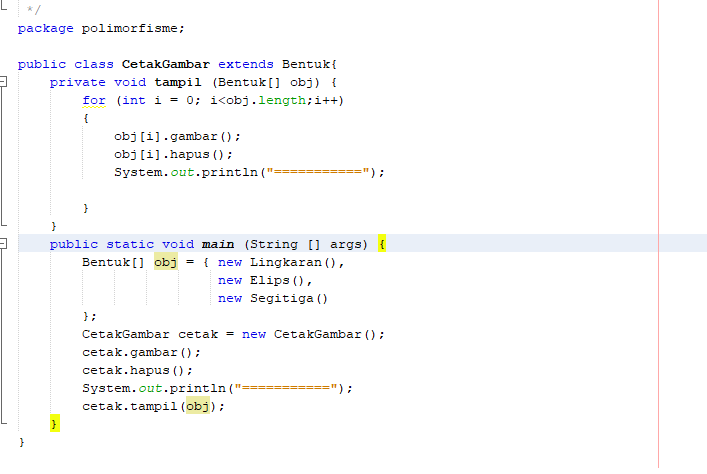 */
package polimorfisme;
public class CetakGambar extends Bentuk{
private void tampil (Bentuk[] obj) {
for (int i = 0; i<obj.length;i++)
{
obj[i].gambar();
obj[i].hapus();
System.out.println("===========");
}
}
public static void main (String [] args) {
Bentuk[] obj = { new Lingkaran(),
new Elips(),
new Segitiga()
};
CetakGambar cetak = new CetakGambar();
cetak.gambar();
cetak.hapus();
System.out.println("===========");
cetak.tampil(obj);
}
}